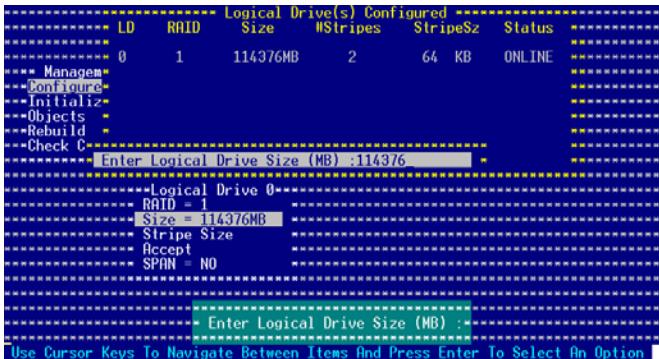 Logical Drive(s) Configured
LD RAID Size #Stripes StripeSz Status
0 1 114376MB 2 64 KB ONLINE
Managem
Configure
Initializ
Objects
Rebuild
Check C
Enter Logical Drive Size (MB) :114376_
Logical Drive 0
RAID = 1
Size = 114376MB
Stripe Size
Accept
SPAN = NO
Enter Logical Drive Size (MB) :
Use Cursor Keys To Navigate Between Items And Press Enter To Select An Option